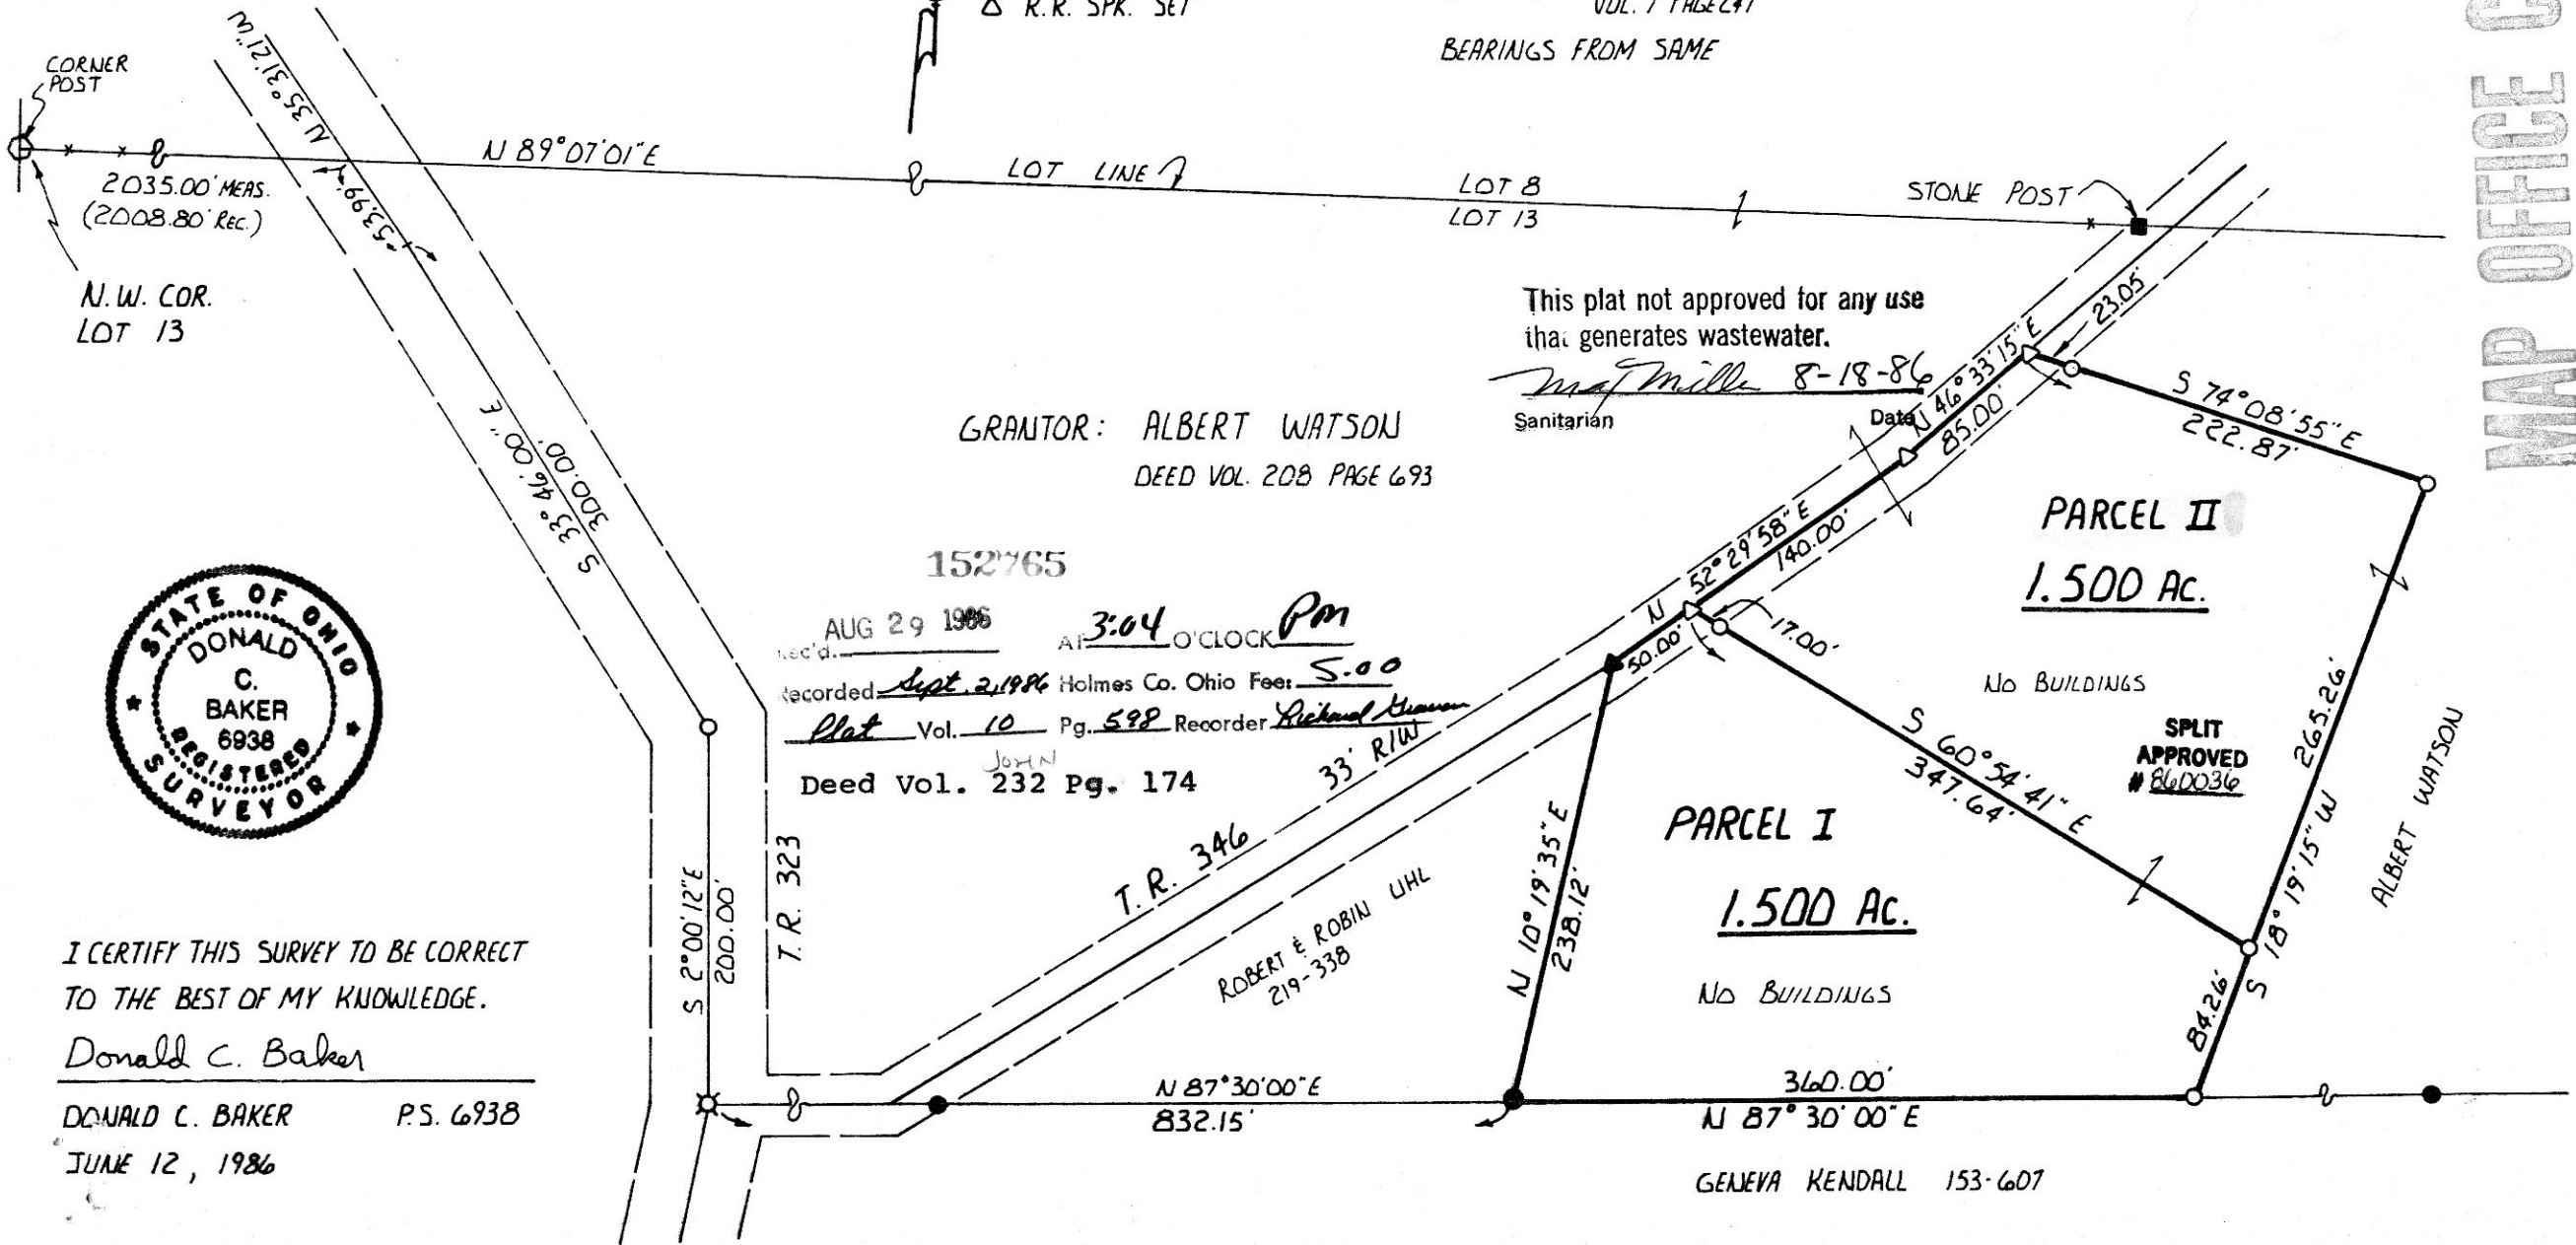 △ R.R. SPK. SET
VOL. 7 PAGE 247
BEARINGS FROM SAME
MAP OFFICE
CORNER
POST
N 35° 31' 21" W
53.99'
N 89° 07' 01" E
2035.00' MEAS.
(2008.80' REC.)
LOT LINE
LOT 8
LOT 13
STONE POST
N.W. COR.
LOT 13
This plat not approved for any use
that generates wastewater.
8-18-86
Sanitarian
Date
N 46° 33' 15" E
85.00'
23.05'
S 74° 08' 55" E
222.87'
GRANTOR: ALBERT WATSON
DEED VOL. 208 PAGE 693
S 33° 46' 00" E
300.00'
N 52° 29' 58" E
140.00'
50.00'
17.00'
PARCEL II
1.500 AC.
NO BUILDINGS
SPLIT
APPROVED
# 860036
265.26'
S 18° 19' 15" W
84.26'
ALBERT WATSON
S 60° 54' 41" E
347.64'
152765
Rec'd. AUG 29 1986 AT 3:04 O'CLOCK PM
Recorded Sept. 2, 1986 Holmes Co. Ohio Fee: 5.00
Plat Vol. 10 Pg. 598 Recorder Richard
JOHN
Deed Vol. 232 Pg. 174
STATE OF OHIO
DONALD
C.
BAKER
6938
REGISTERED
SURVEYOR
T.R. 346
33' R/W
T.R. 323
S 2° 00' 12" E
200.00'
ROBERT & ROBIN UHL
219-338
N 10° 19' 35" E
238.12'
PARCEL I
1.500 AC.
NO BUILDINGS
I CERTIFY THIS SURVEY TO BE CORRECT
TO THE BEST OF MY KNOWLEDGE.
Donald C. Baker
DONALD C. BAKER P.S. 6938
JUNE 12, 1986
N 87° 30' 00" E
832.15'
360.00'
N 87° 30' 00" E
GENEVA KENDALL 153-607